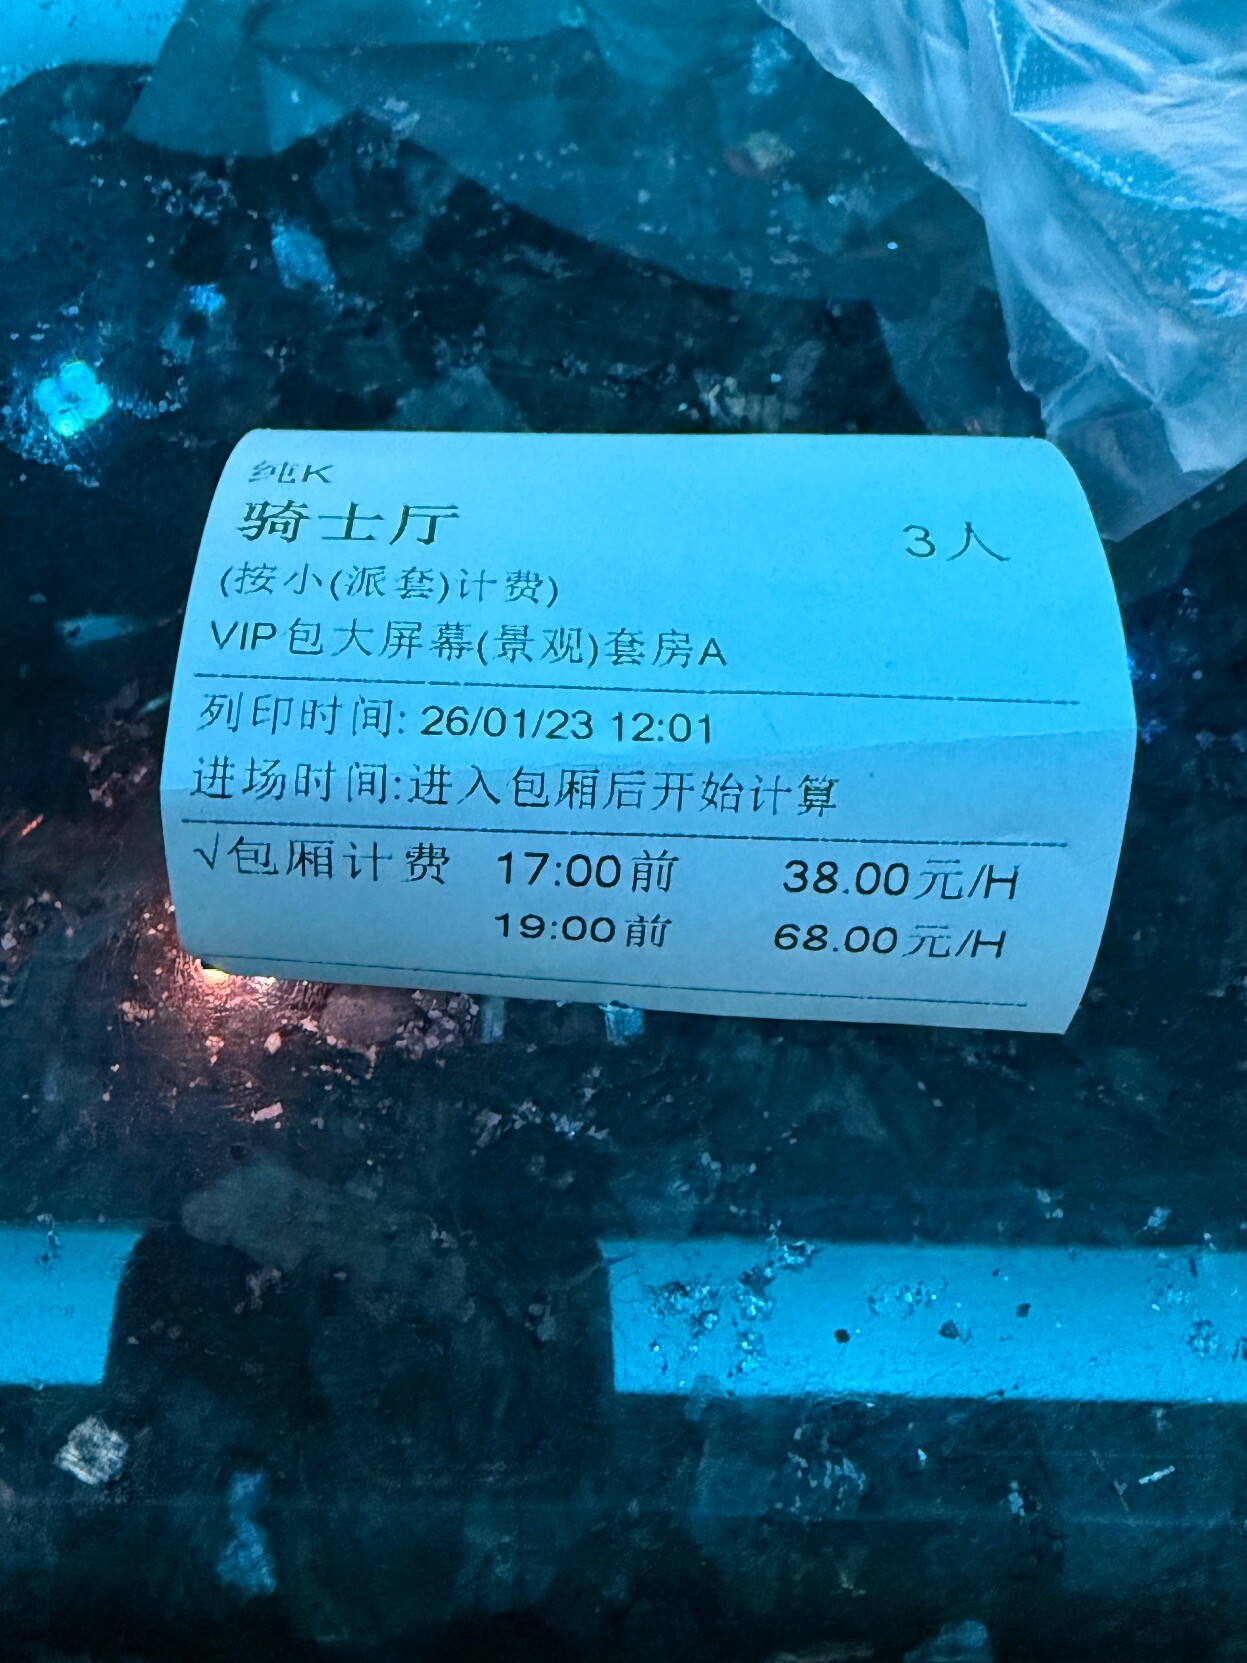 纯K
骑士厅 3人
(按小(派套)计费)
VIP包大屏幕(景观)套房A
列印时间: 26/01/23 12:01
进场时间:进入包厢后开始计算
√包厢计费 17:00前 38.00元/H
19:00前 68.00元/H